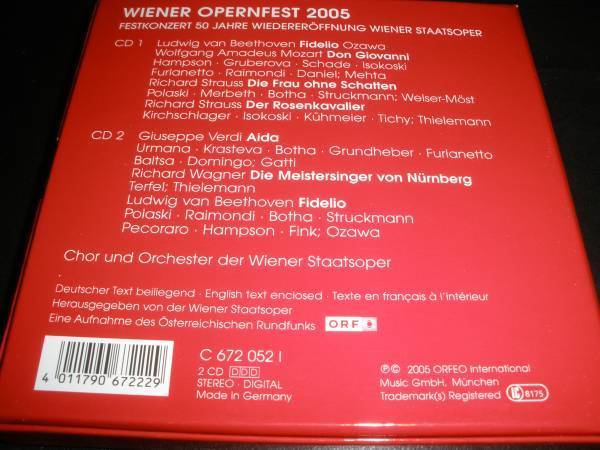 WIENER OPERNFEST 2005
FESTKONZERT 50 JAHRE WIEDERERÖFFNUNG WIENER STAATSOPER
CD 1 Ludwig van Beethoven Fidelio Ozawa
Wolfgang Amadeus Mozart Don Giovanni
Hampson · Gruberova · Schade · Isokoski
Furlanetto · Raimondi · Daniel; Mehta
Richard Strauss Die Frau ohne Schatten
Polaski · Merbeth · Botha · Struckmann; Welser-Möst
Richard Strauss Der Rosenkavalier
Kirchschlager · Isokoski · Kühmeier · Tichy; Thielemann
CD 2 Giuseppe Verdi Aida
Urmana · Krasteva · Botha · Grundheber · Furlanetto
Baltsa · Domingo; Gatti
Richard Wagner Die Meistersinger von Nürnberg
Terfel; Thielemann
Ludwig van Beethoven Fidelio
Polaski · Raimondi · Botha · Struckmann
Pecoraro · Hampson · Fink; Ozawa
Chor und Orchester der Wiener Staatsoper
Deutscher Text beiliegend · English text enclosed · Texte en français à l'intérieur
Herausgegeben von der Wiener Staatsoper
Eine Aufnahme des Österreichischen Rundfunks ORF
4 011790 672229
C 672 052 I
2 CD DDD
STEREO · DIGITAL
Made in Germany
℗© 2005 ORFEO International
Music GmbH, München
Trademark(s) Registered LC 8175